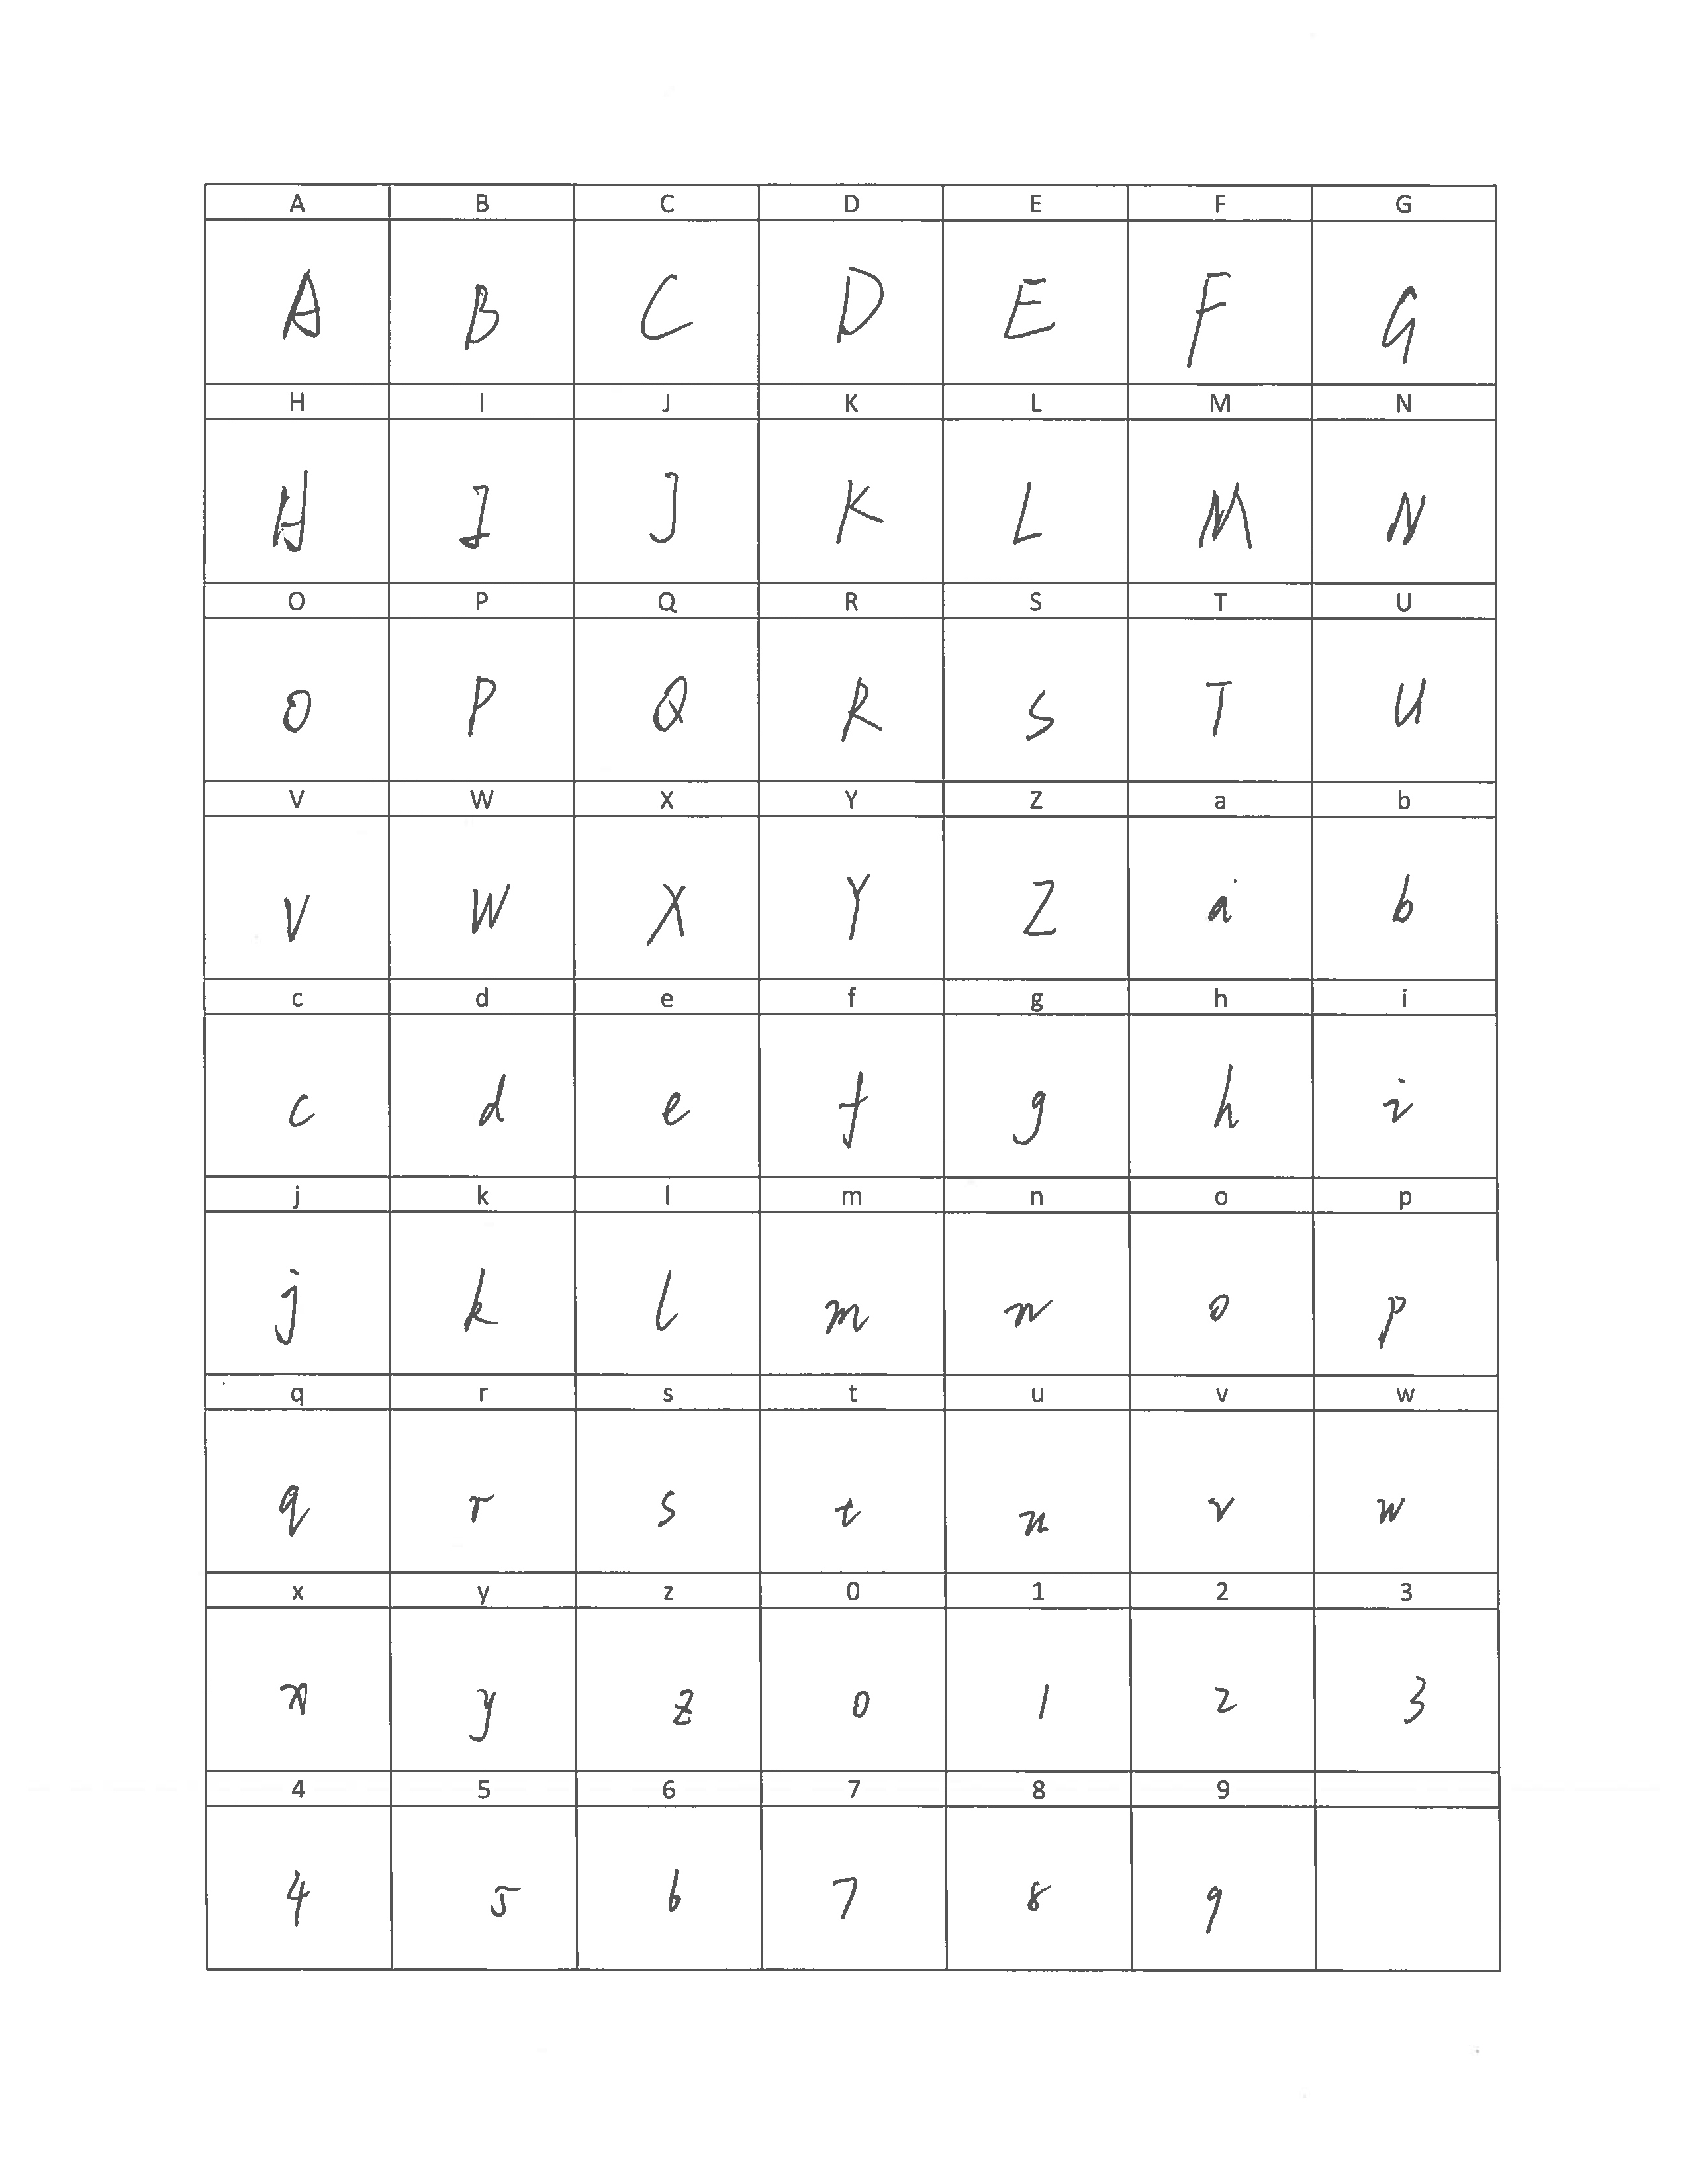 A B C D E F G
A B C D E F G
H I J K L M N
H I J K L M N
O P Q R S T U
O P Q R S T U
V W X Y Z a b
V W X Y Z a b
c d e f g h i
c d e f g h i
j k l m n o p
j k l m n o p
q r s t u v w
q r s t u v w
x y z 0 1 2 3
x y z 0 1 2 3
4 5 6 7 8 9
4 5 6 7 8 9